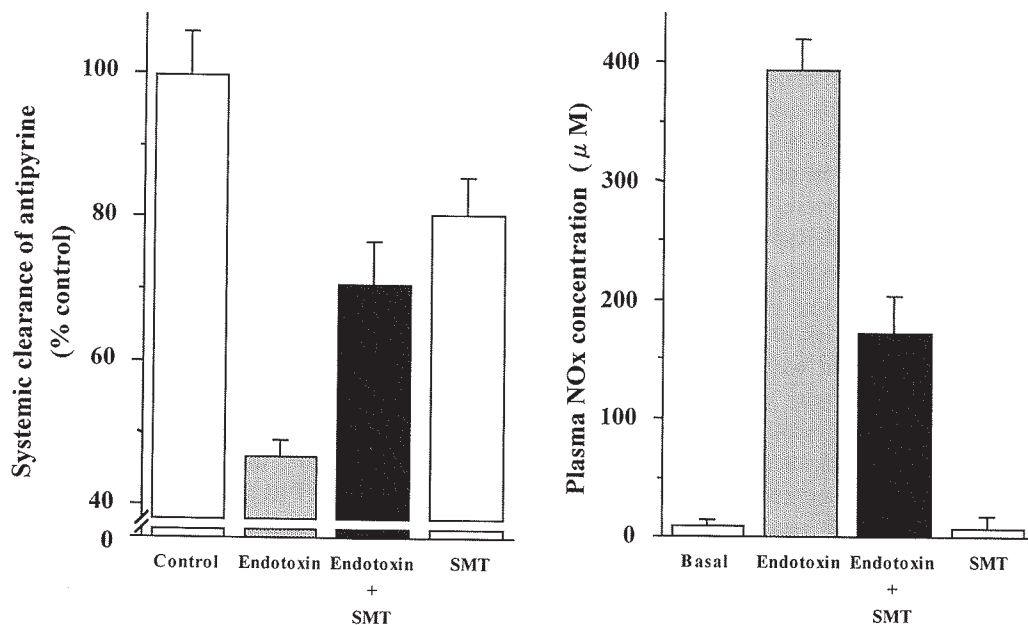 Systemic clearance of antipyrine
(% control)
100
80
60
40
0
Control
Endotoxin
Endotoxin
+
SMT
SMT
Plasma NOx concentration ( μ M)
400
300
200
100
0
Basal
Endotoxin
Endotoxin
+
SMT
SMT